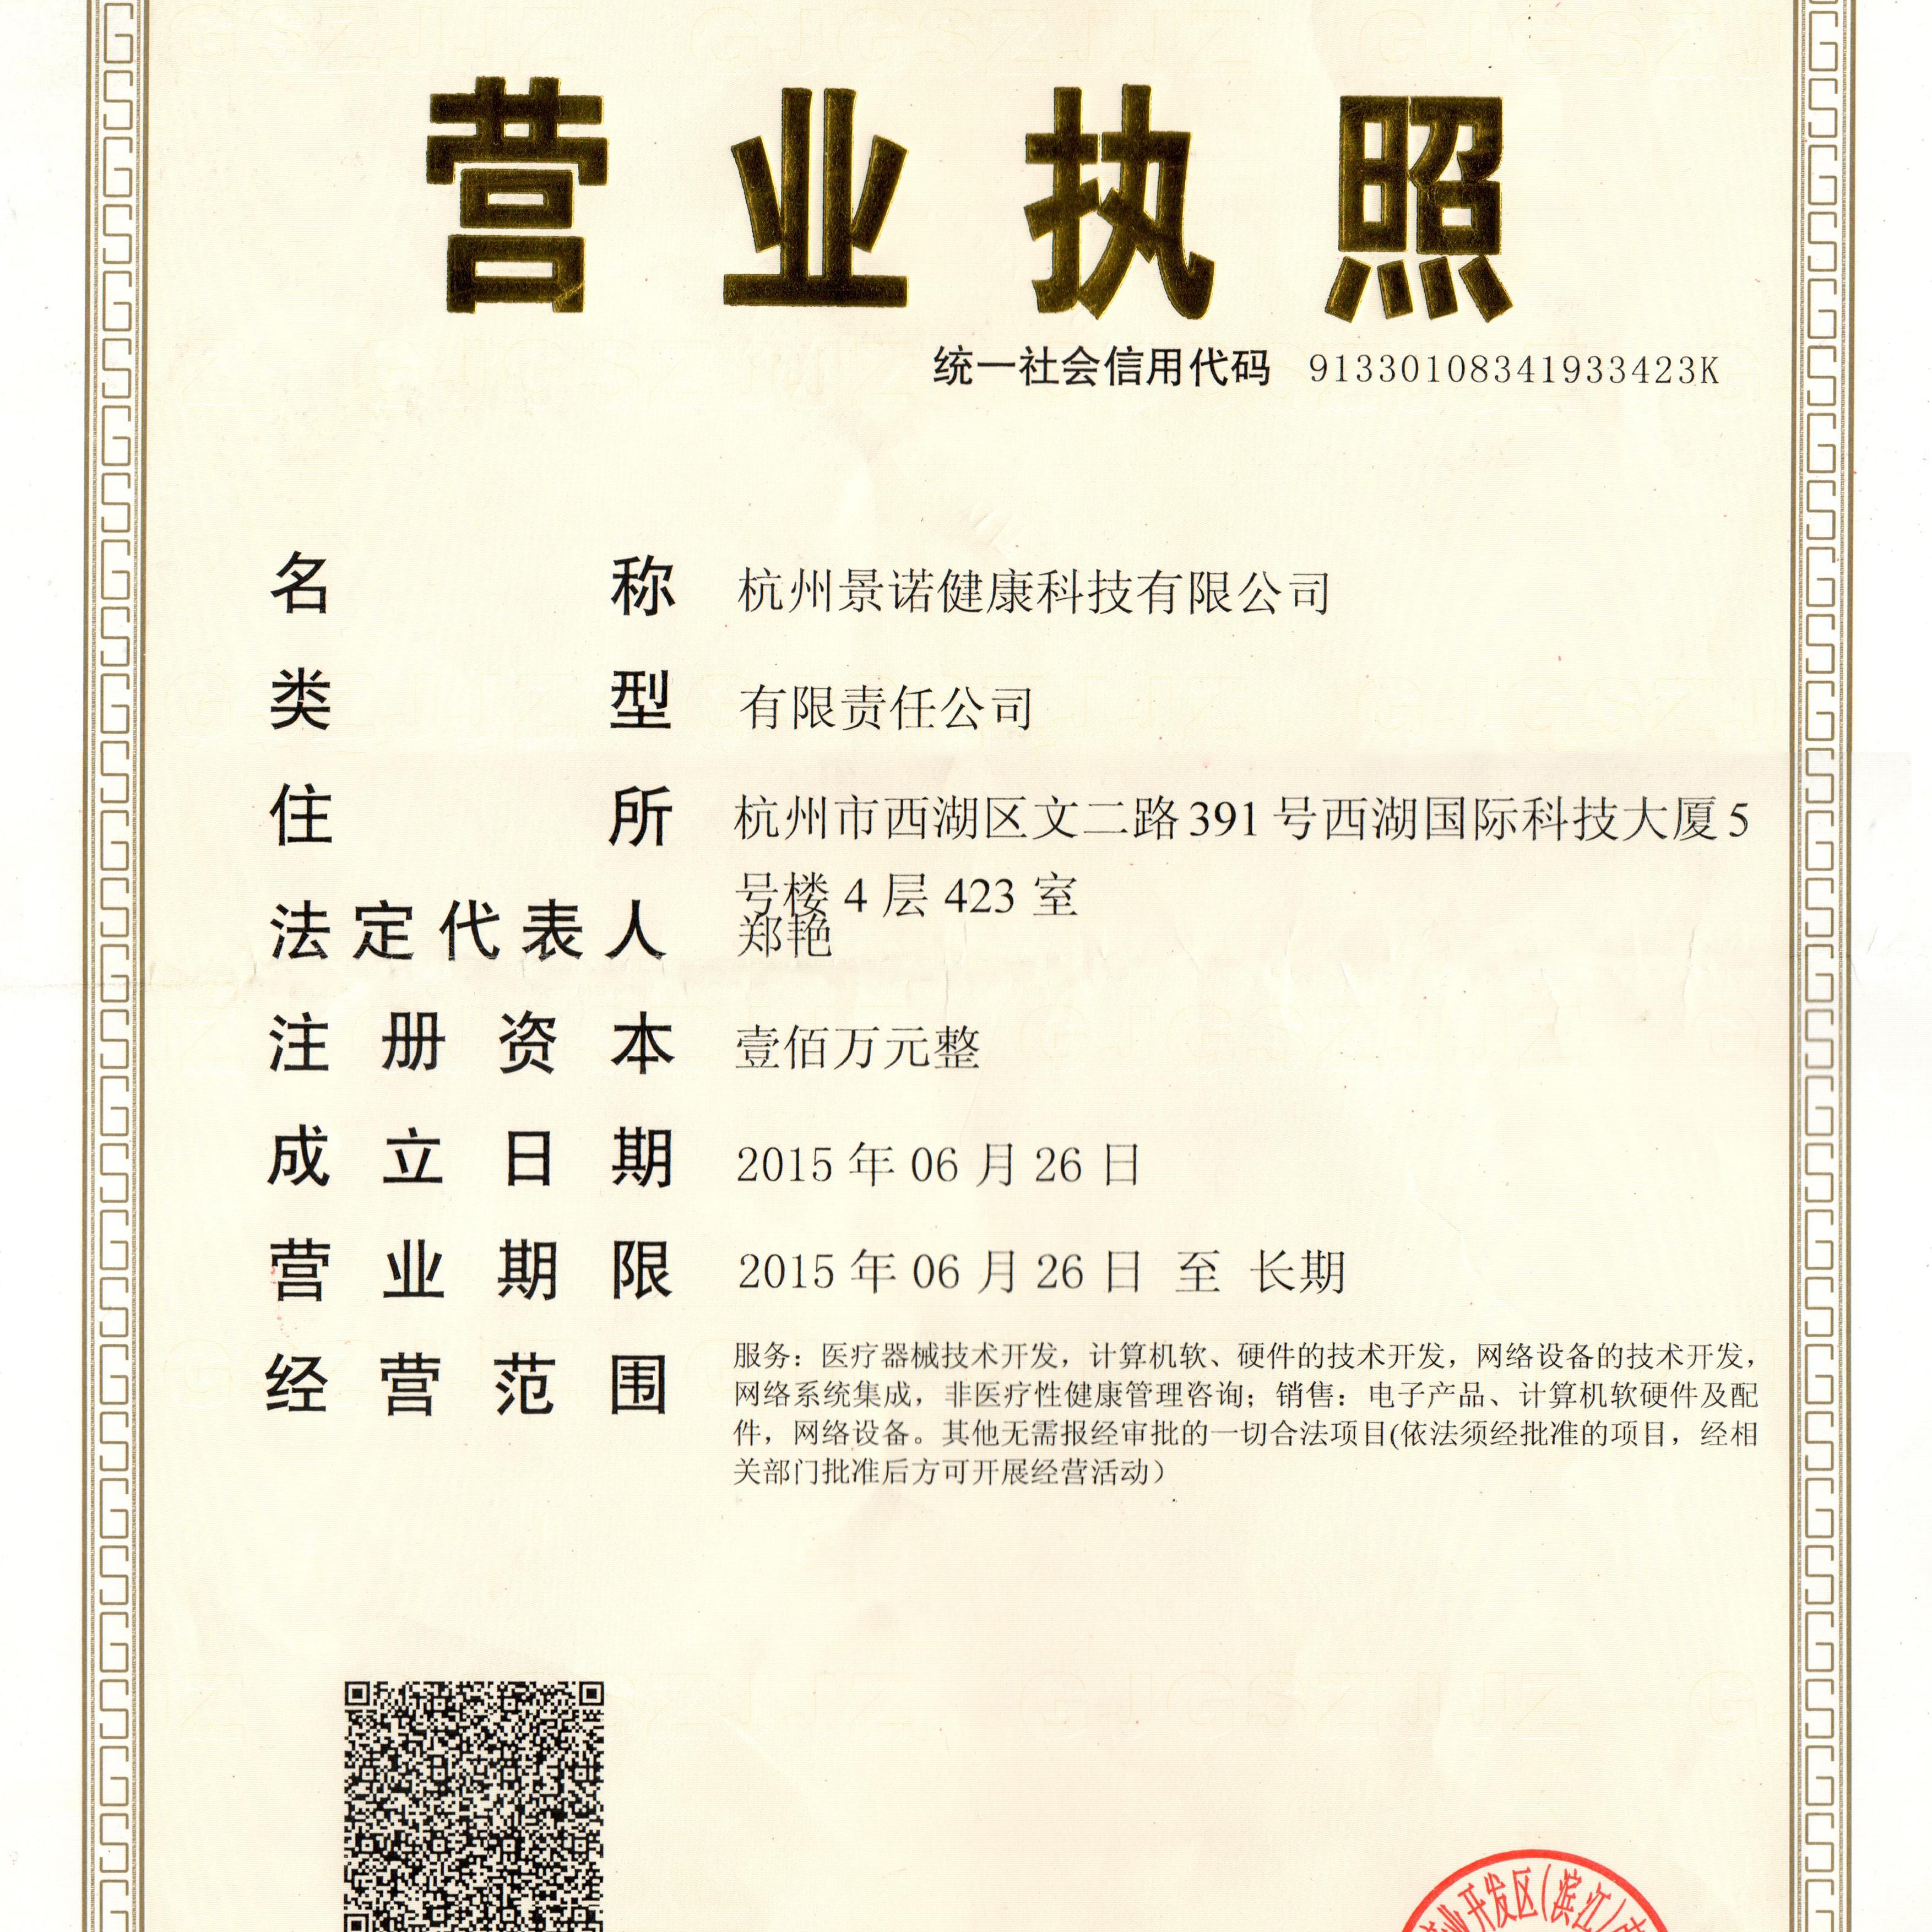 营业执照
统一社会信用代码 91330108341933423K
名称 杭州景诺健康科技有限公司
类型 有限责任公司
住所 杭州市西湖区文二路391号西湖国际科技大厦5
号楼4层423室
法定代表人 郑艳
注册资本 壹佰万元整
成立日期 2015年06月26日
营业期限 2015年06月26日 至 长期
经营范围 服务：医疗器械技术开发，计算机软、硬件的技术开发，网络设备的技术开发，
网络系统集成，非医疗性健康管理咨询；销售：电子产品、计算机软硬件及配
件，网络设备。其他无需报经审批的一切合法项目(依法须经批准的项目，经相
关部门批准后方可开展经营活动）
业开发区(滨江)